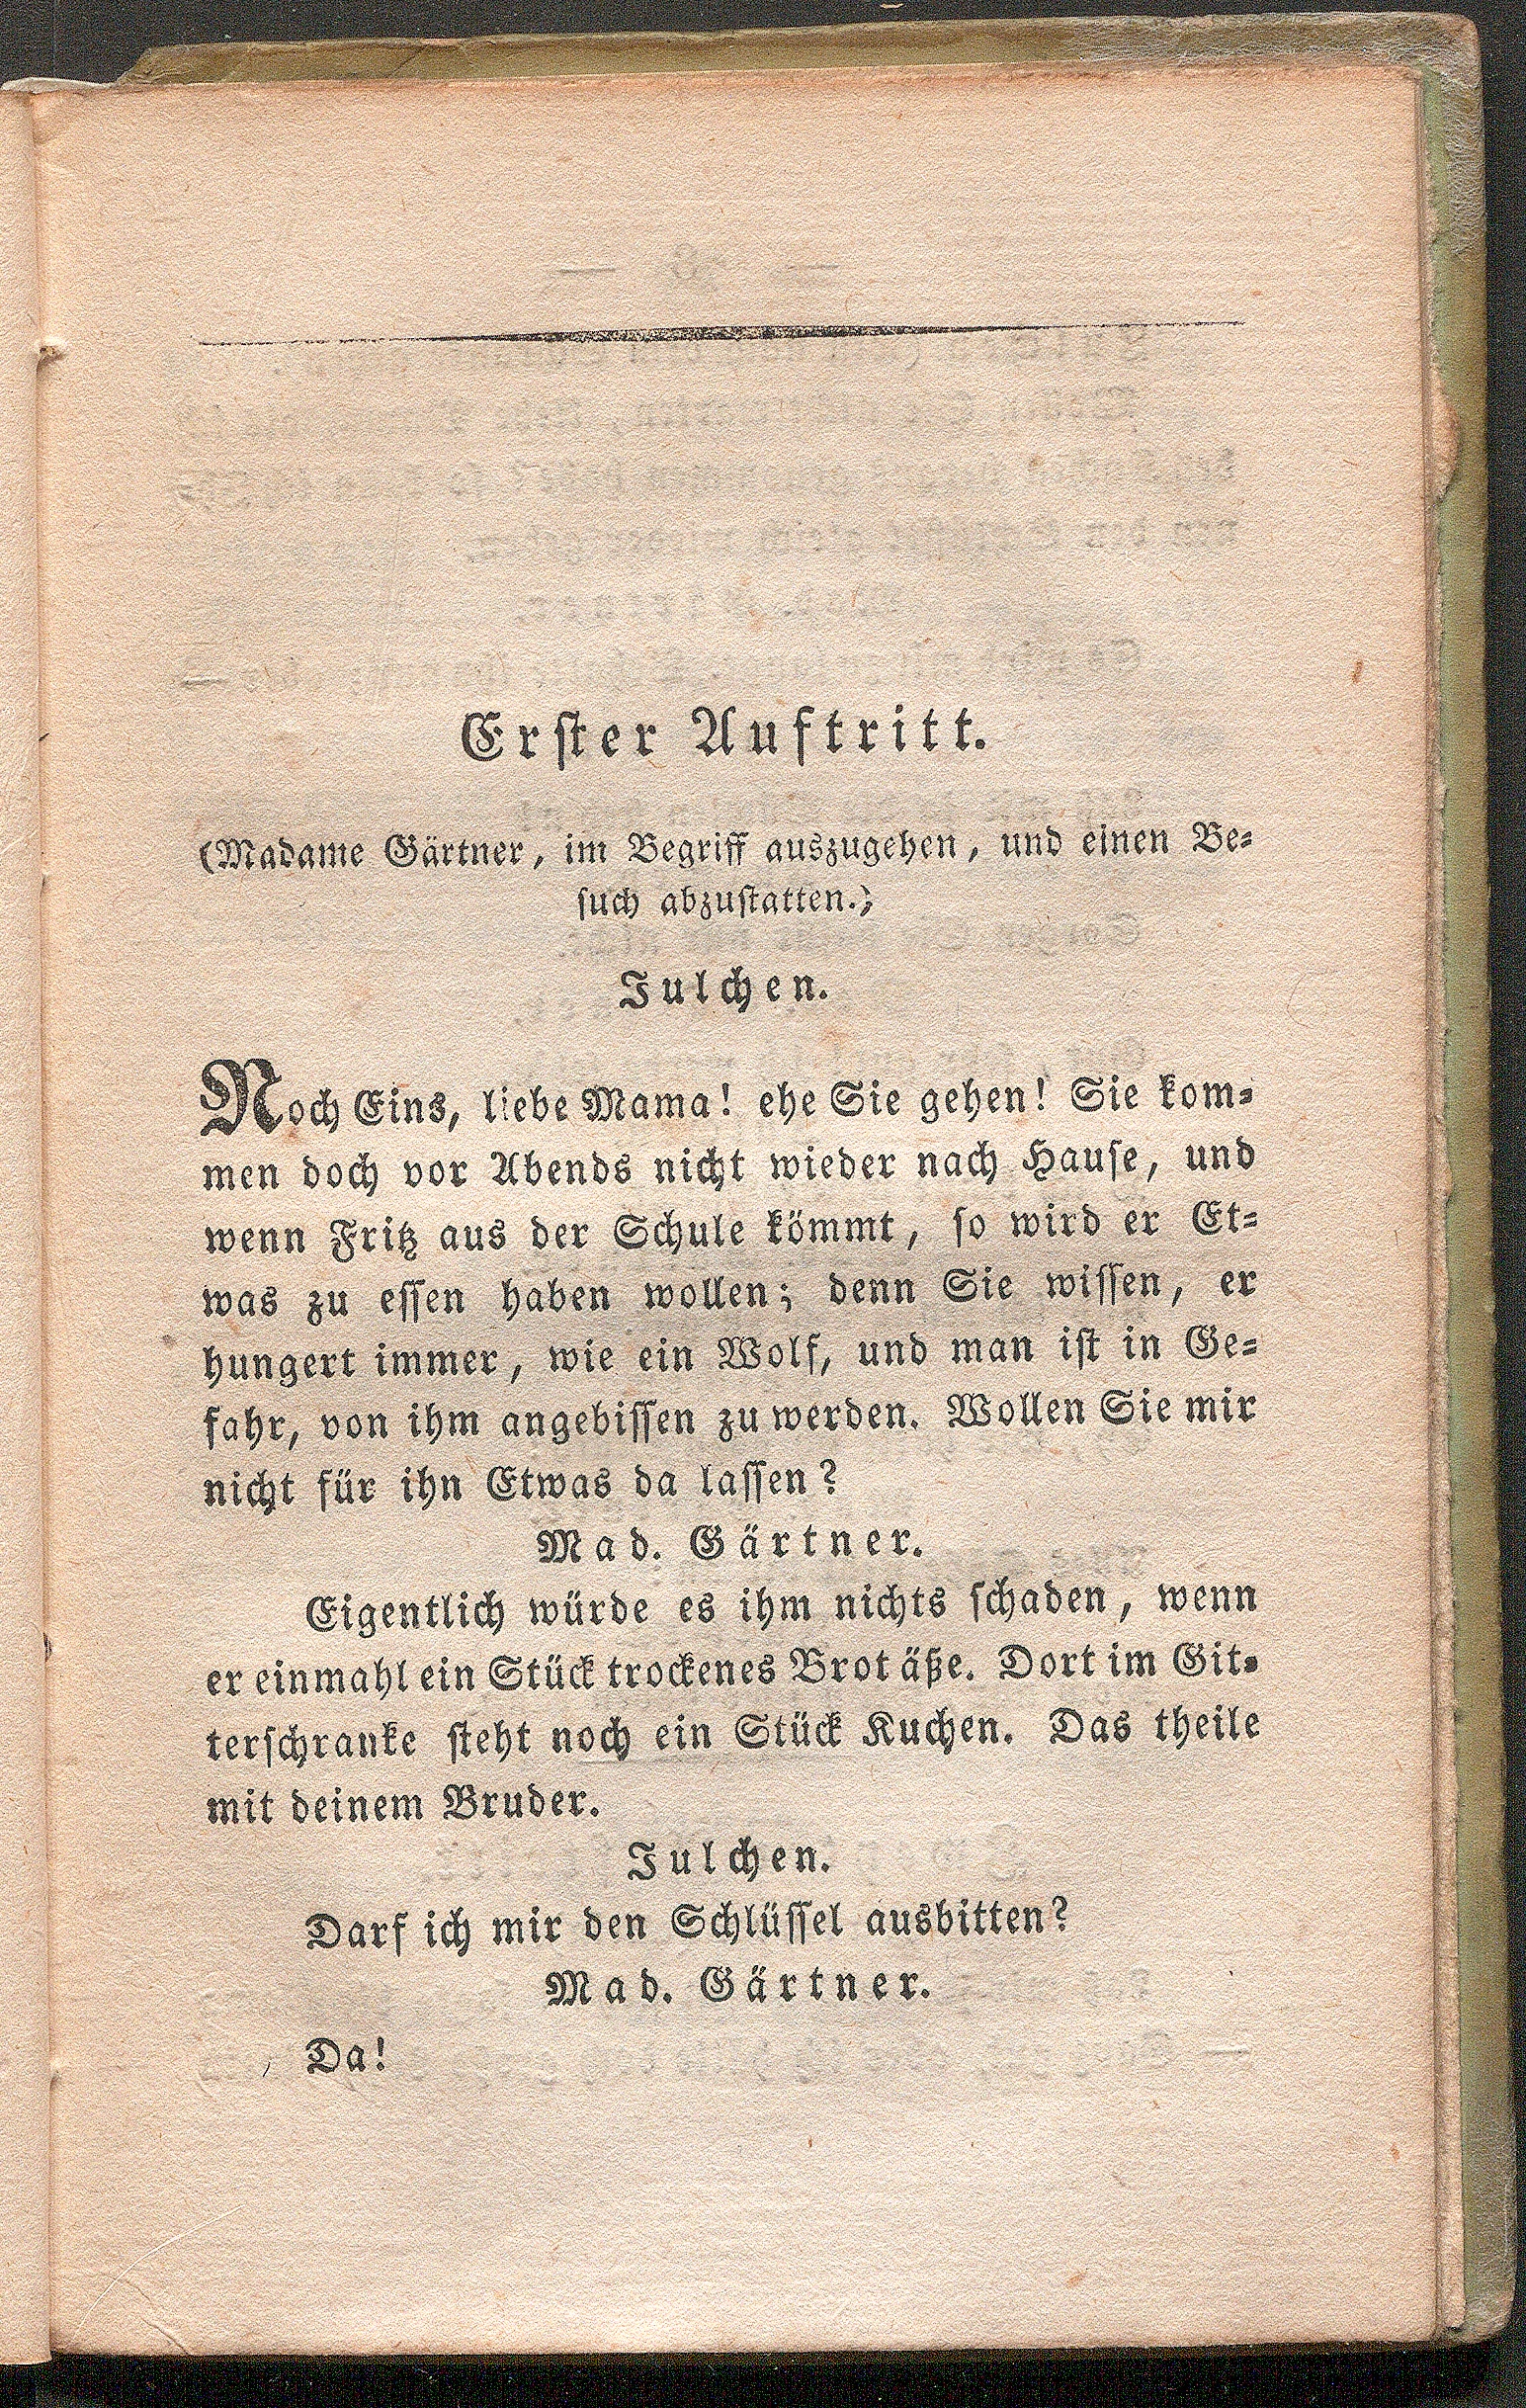 Erster Auftritt.
(Madame Gärtner, im Begriff auszugehen, und einen Be=
such abzustatten.)
Julchen.
Noch Eins, liebe Mama! ehe Sie gehen! Sie kom=
men doch vor Abends nicht wieder nach Hause, und
wenn Fritz aus der Schule kömmt, so wird er Et=
was zu essen haben wollen; denn Sie wissen, er
hungert immer, wie ein Wolf, und man ist in Ge=
fahr, von ihm angebissen zu werden. Wollen Sie mir
nicht für ihn Etwas da lassen?
Mad. Gärtner.
Eigentlich würde es ihm nichts schaden, wenn
er einmahl ein Stück trockenes Brot äße. Dort im Git=
terschranke steht noch ein Stück Kuchen. Das theile
mit deinem Bruder.
Julchen.
Darf ich mir den Schlüssel ausbitten?
Mad. Gärtner.
Da!